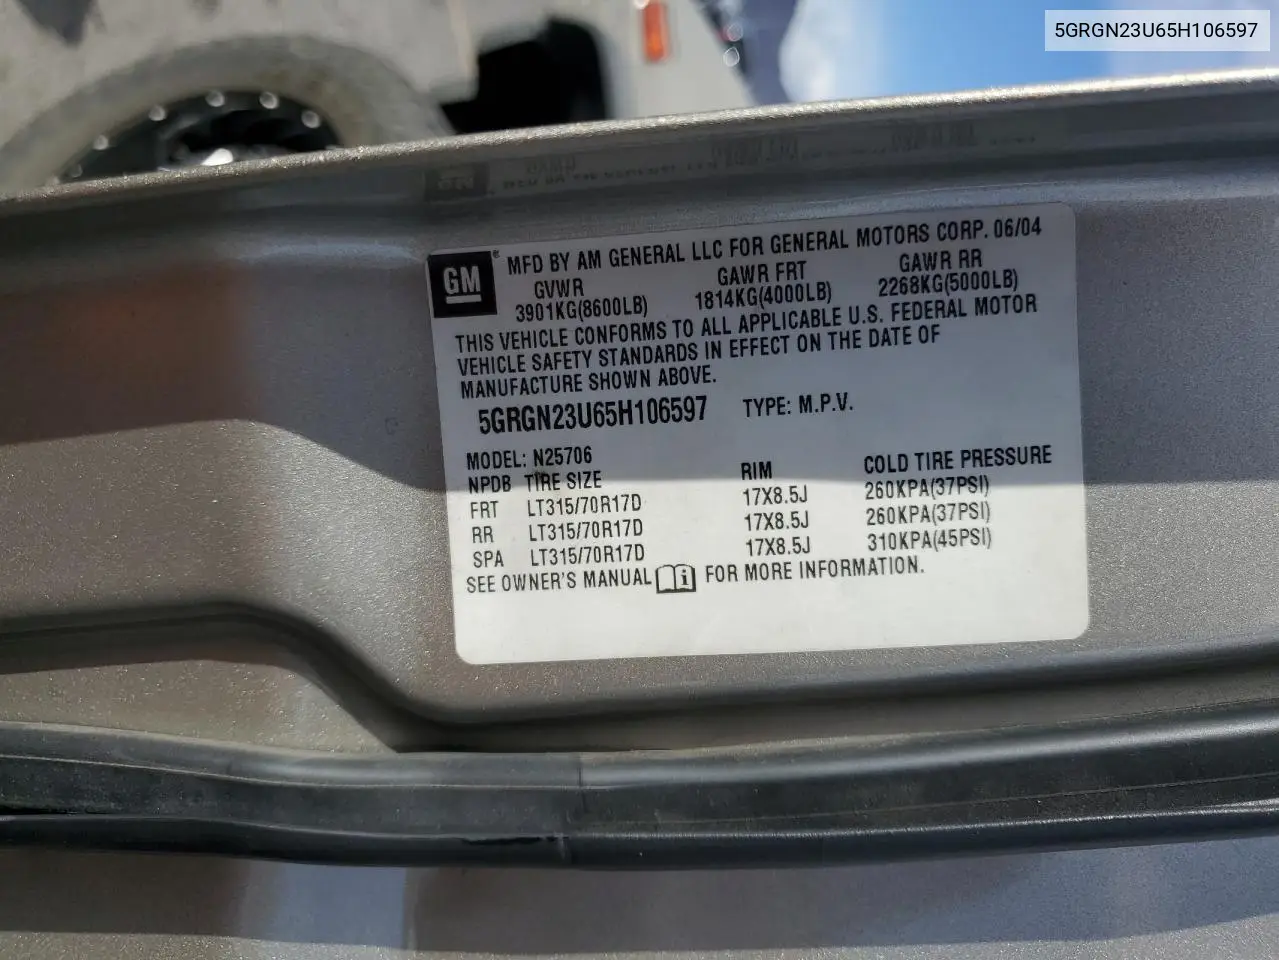 5GRGN23U65H106597
GM® MFD BY AM GENERAL LLC FOR GENERAL MOTORS CORP. 06/04
GVWR GAWR FRT GAWR RR
3901KG(8600LB) 1814KG(4000LB) 2268KG(5000LB)
THIS VEHICLE CONFORMS TO ALL APPLICABLE U.S. FEDERAL MOTOR
VEHICLE SAFETY STANDARDS IN EFFECT ON THE DATE OF
MANUFACTURE SHOWN ABOVE.
5GRGN23U65H106597 TYPE: M.P.V.
MODEL: N25706
NPDB TIRE SIZE RIM COLD TIRE PRESSURE
FRT LT315/70R17D 17X8.5J 260KPA(37PSI)
RR LT315/70R17D 17X8.5J 260KPA(37PSI)
SPA LT315/70R17D 17X8.5J 310KPA(45PSI)
SEE OWNER'S MANUAL FOR MORE INFORMATION.